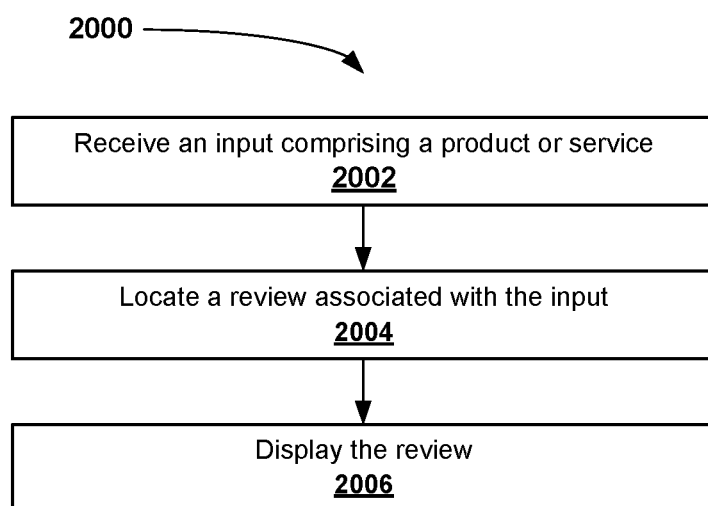 2000
Receive an input comprising a product or service
2002
Locate a review associated with the input
2004
Display the review
2006